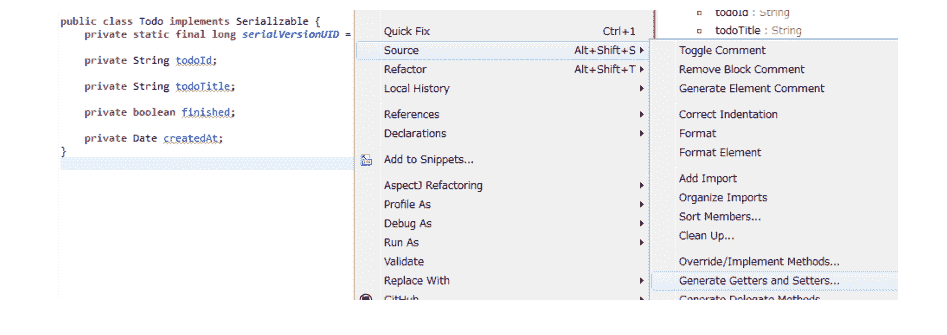 public class Todo implements Serializable {
private static final long serialVersionUID =
private String todoId;
private String todoTitle;
private boolean finished;
private Date createdAt;
}
Quick Fix Ctrl+1
Source Alt+Shift+S
Refactor Alt+Shift+T
Local History
References
Declarations
Add to Snippets...
AspectJ Refactoring
Profile As
Debug As
Run As
Validate
Replace With
GitHub
todoId : String
todoTitle : String
Toggle Comment
Remove Block Comment
Generate Element Comment
Correct Indentation
Format
Format Element
Add Import
Organize Imports
Sort Members...
Clean Up...
Override/Implement Methods...
Generate Getters and Setters...
Generate Delegate Methods